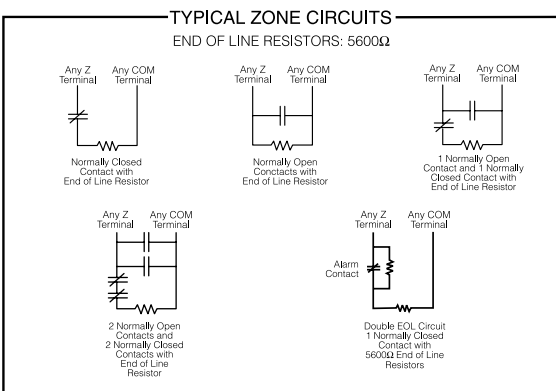 TYPICAL ZONE CIRCUITS
END OF LINE RESISTORS: 5600Ω
Any Z
Terminal
Any COM
Terminal
Normally Closed
Contact with
End of Line Resistor
Any Z
Terminal
Any COM
Terminal
Normally Open
Conctacts with
End of Line Resistor
Any Z
Terminal
Any COM
Terminal
1 Normally Open
Contact and 1 Normally
Closed Contact with
End of Line Resistor
Any Z
Terminal
Any COM
Terminal
2 Normally Open
Contacts and
2 Normally Closed
Contacts with
End of Line
Resistor
Any Z
Terminal
Any COM
Terminal
Alarm
Contact
Double EOL Circuit
1 Normally Closed
Contact with
5600Ω End of Line
Resistors